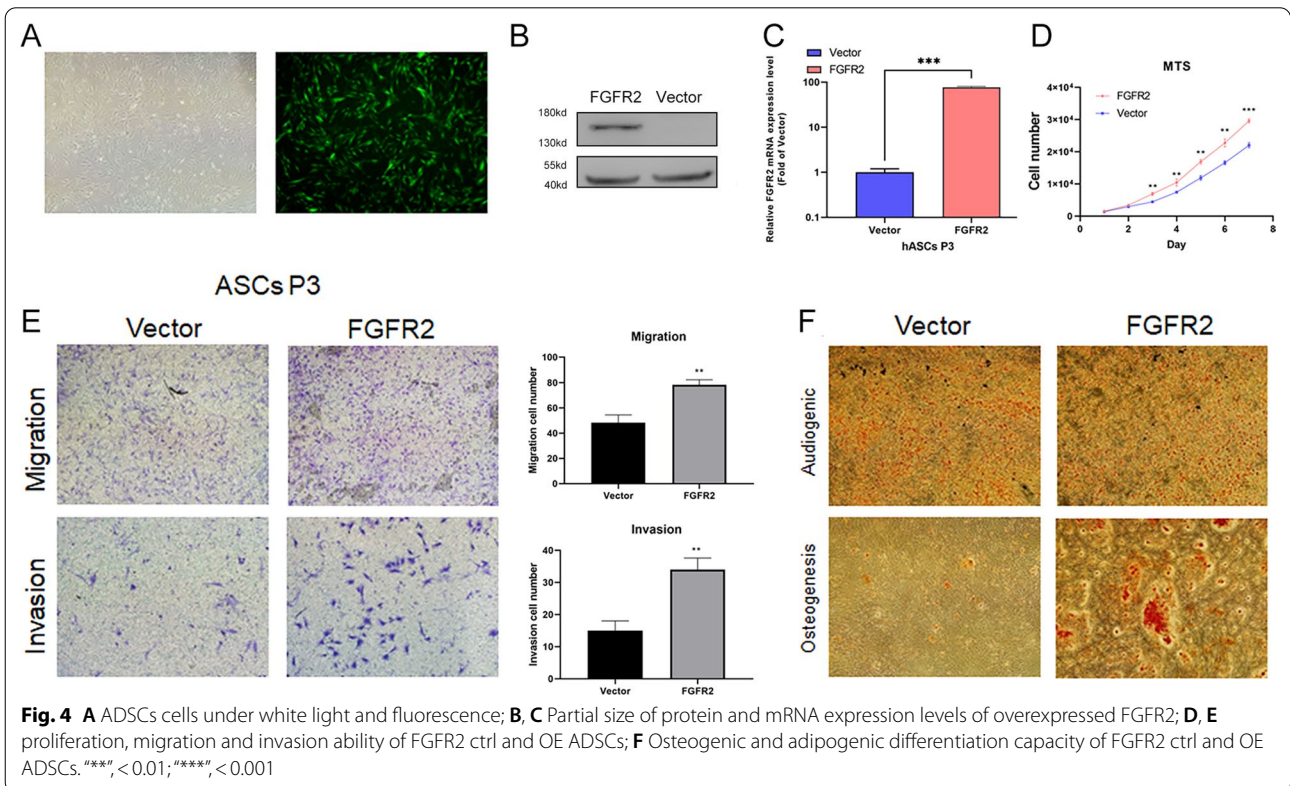 A
B
FGFR2 Vector
180kd
130kd
55kd
40kd
C
Vector
FGFR2
***
Relative FGFR2 mRNA expression level
(Fold of Vector)
100
10
1
0.1
Vector FGFR2
hASCs P3
D
MTS
FGFR2
Vector
Cell number
4×10⁴
3×10⁴
2×10⁴
1×10⁴
0
** ** ** ** ***
0 2 4 6 8
Day
ASCs P3
E
Vector FGFR2
Migration
Invasion
Migration
Migration cell number
100
80
60
40
20
0
**
Vector FGFR2
Invasion
Invasion cell number
40
30
20
10
0
**
Vector FGFR2
F
Vector FGFR2
Audiogenic
Osteogenesis
Fig. 4 A ADSCs cells under white light and fluorescence; B, C Partial size of protein and mRNA expression levels of overexpressed FGFR2; D, E
proliferation, migration and invasion ability of FGFR2 ctrl and OE ADSCs; F Osteogenic and adipogenic differentiation capacity of FGFR2 ctrl and OE
ADSCs. “**”, < 0.01; “***”, < 0.001